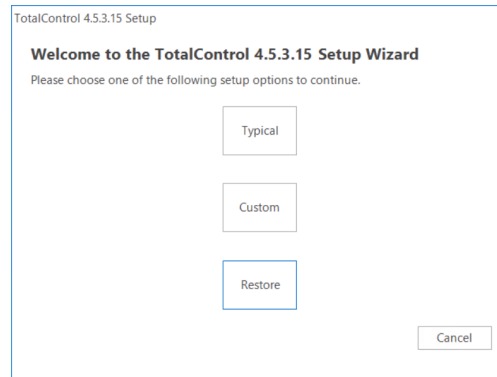 TotalControl 4.5.3.15 Setup
Welcome to the TotalControl 4.5.3.15 Setup Wizard
Please choose one of the following setup options to continue.
Typical
Custom
Restore
Cancel